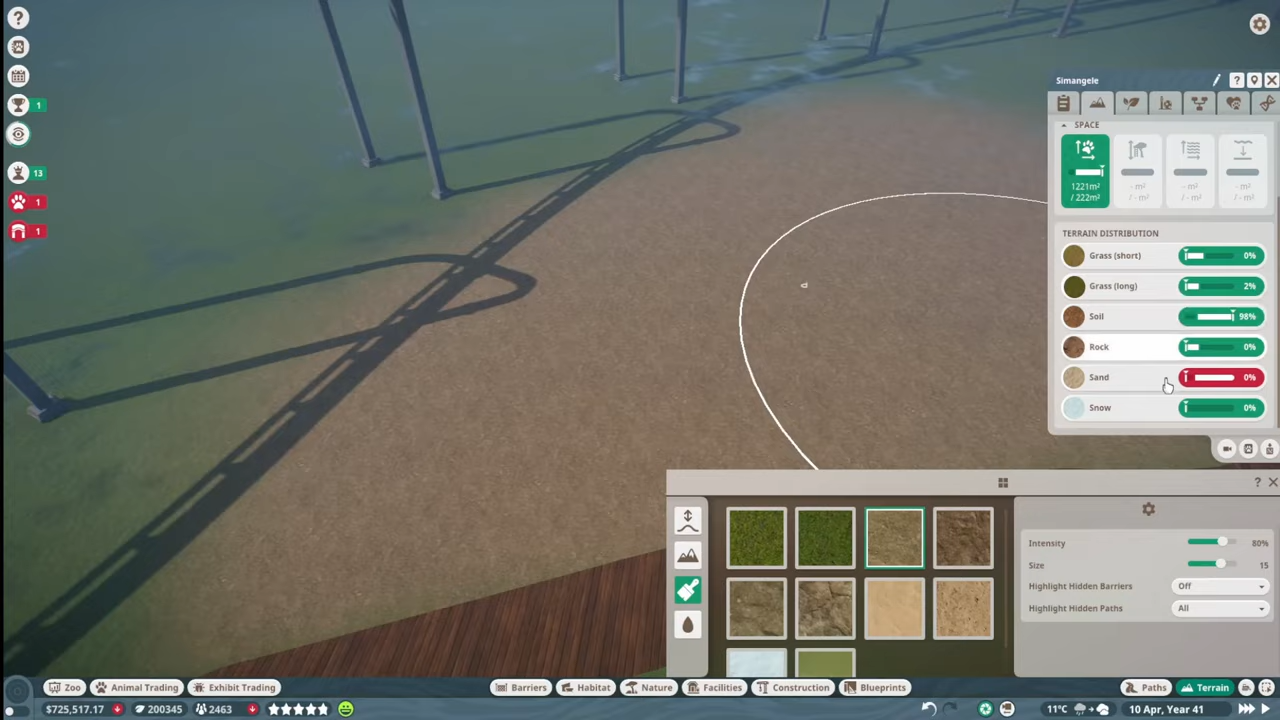 ?
1
13
1
1
Simangele
?
SPACE
1221m²
/ 222m²
- m²
/ - m²
- m²
/ - m²
- m²
/ - m²
TERRAIN DISTRIBUTION
Grass (short) 0%
Grass (long) 2%
Soil 98%
Rock 0%
Sand 0%
Snow 0%
?
Intensity 80%
Size 15
Highlight Hidden Barriers Off
Highlight Hidden Paths All
Zoo Animal Trading Exhibit Trading Barriers Habitat Nature Facilities Construction Blueprints Paths Terrain
$725,517.17 200345 2463 11°C 10 Apr, Year 41